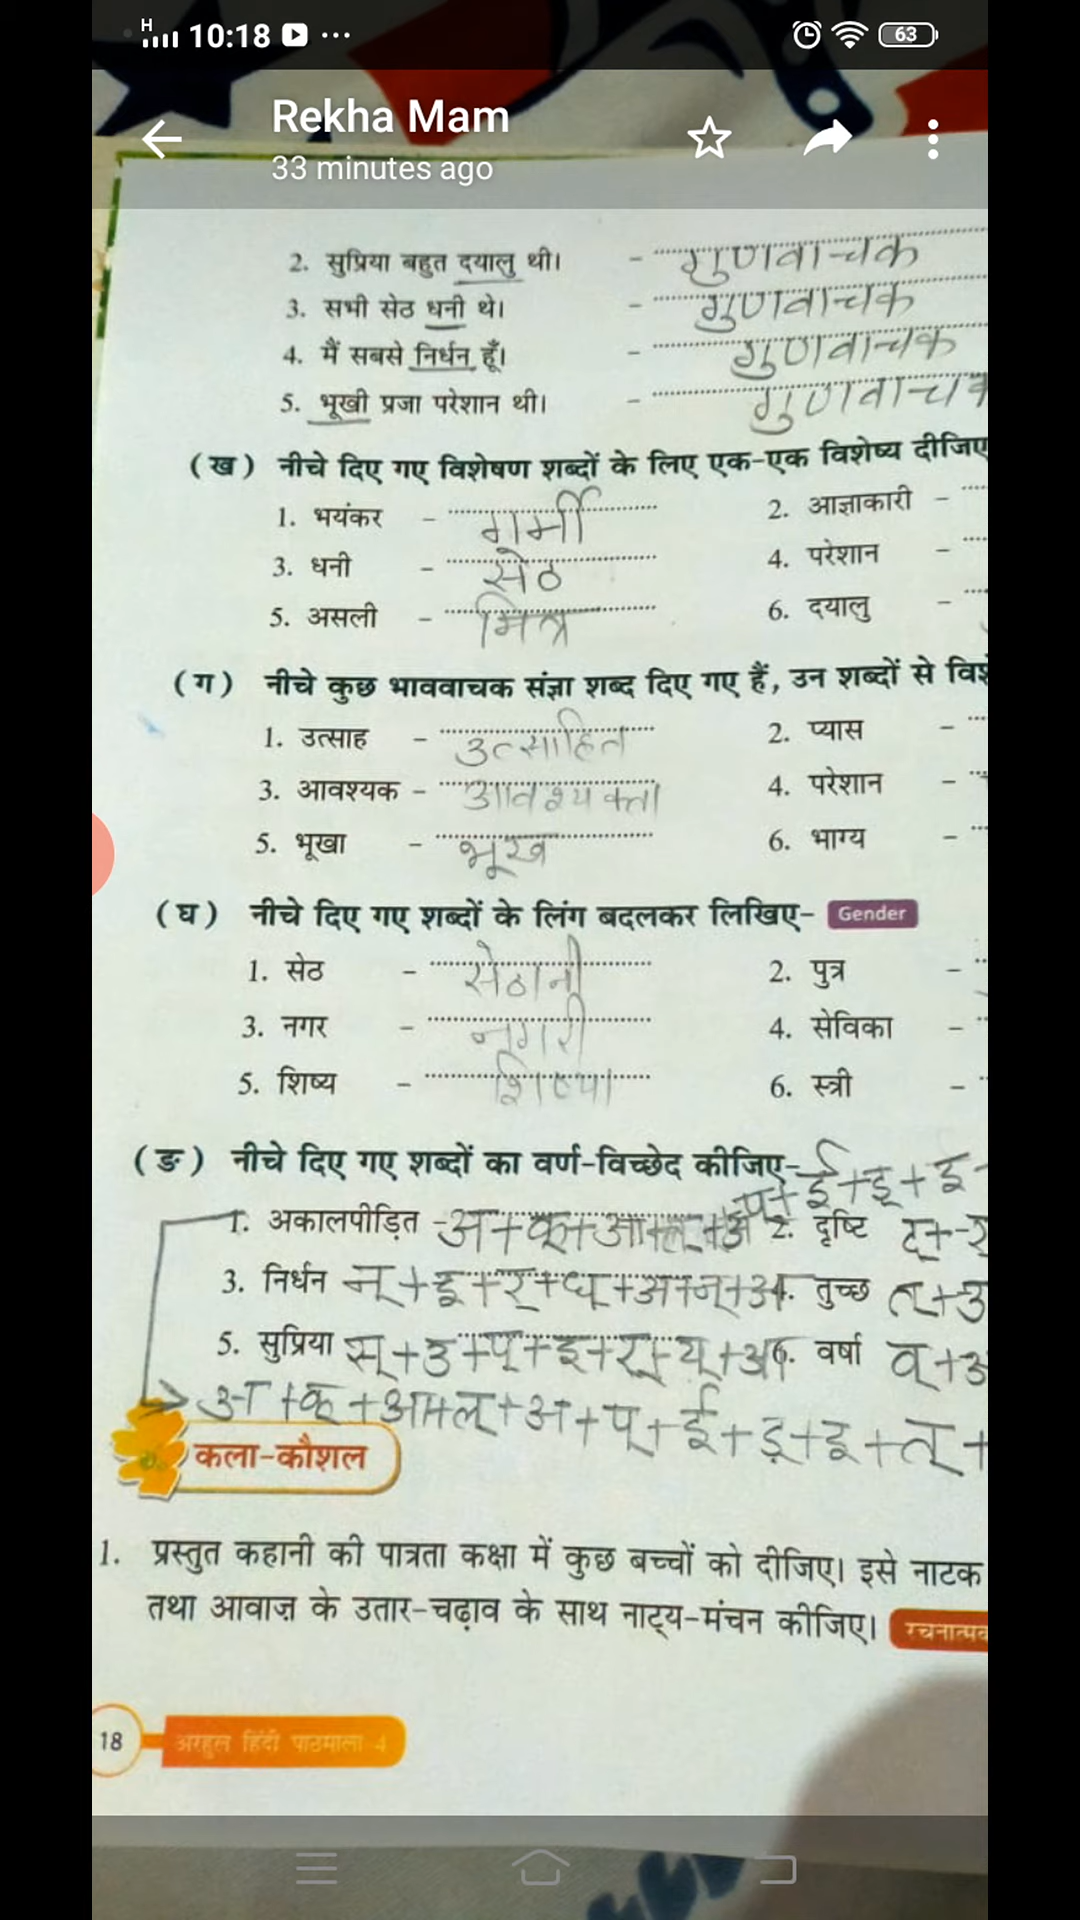 10:18 63
Rekha Mam
33 minutes ago
2. सुप्रिया बहुत दयालु थी। - गुणवाचक
3. सभी सेठ धनी थे। - गुणवाचक
4. मैं सबसे निर्धन हूँ। - गुणवाचक
5. भूखी प्रजा परेशान थी। - गुणवाचक
(ख) नीचे दिए गए विशेषण शब्दों के लिए एक-एक विशेष्य दीजिए
1. भयंकर - गर्मी 2. आज्ञाकारी -
3. धनी - सेठ 4. परेशान -
5. असली - मित्र 6. दयालु -
(ग) नीचे कुछ भाववाचक संज्ञा शब्द दिए गए हैं, उन शब्दों से
1. उत्साह - उत्साहित 2. प्यास -
3. आवश्यक - आवश्यक्ता 4. परेशान -
5. भूखा - भूख 6. भाग्य -
(घ) नीचे दिए गए शब्दों के लिंग बदलकर लिखिए- Gender
1. सेठ - सेठानी 2. पुत्र -
3. नगर - नगरी 4. सेविका -
5. शिष्य - शिष्या 6. स्त्री -
(ङ) नीचे दिए गए शब्दों का वर्ण-विच्छेद कीजिए-
प+ई+ड्+इ
1. अकालपीड़ित -अ+क्+आ+ल्+अ 2. दृष्टि द्+
3. निर्धन न्+इ+र्+ध्+अ+न्+अ 4. तुच्छ त्+उ
5. सुप्रिया स्+उ+प्+इ+र्+य्+अ 6. वर्षा व्+अ
अ+क्+आ+ल्+अ+प्+ई+ड़्+इ+त्+
कला-कौशल
1. प्रस्तुत कहानी की पात्रता कक्षा में कुछ बच्चों को दीजिए। इसे नाटक
तथा आवाज़ के उतार-चढ़ाव के साथ नाट्य-मंचन कीजिए।
18 अरहुल हिंदी पाठमाला 4